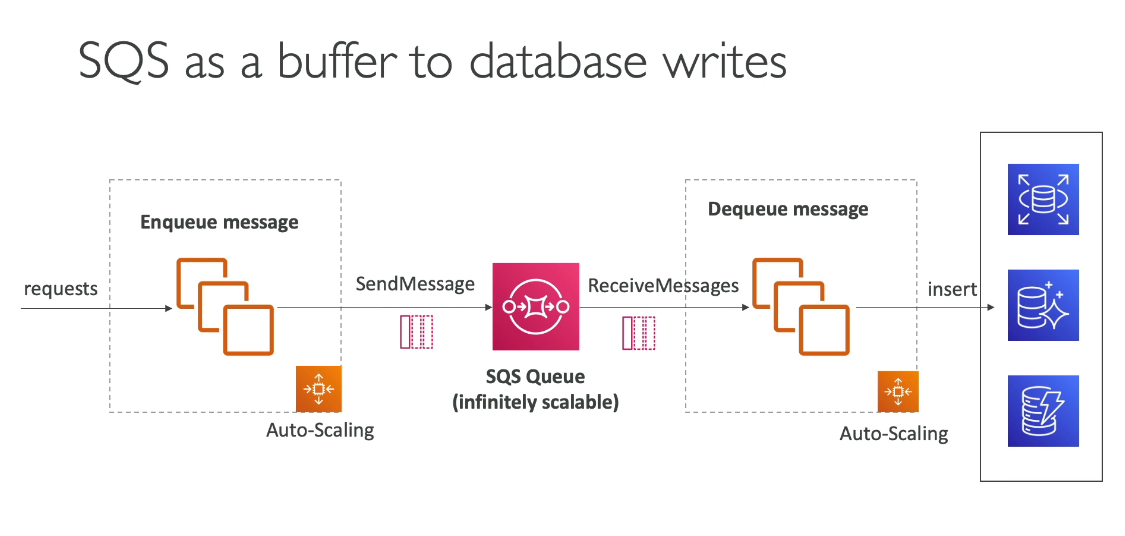 SQS as a buffer to database writes
Enqueue message
Dequeue message
requests
SendMessage
ReceiveMessages
insert
SQS Queue
(infinitely scalable)
Auto-Scaling
Auto-Scaling